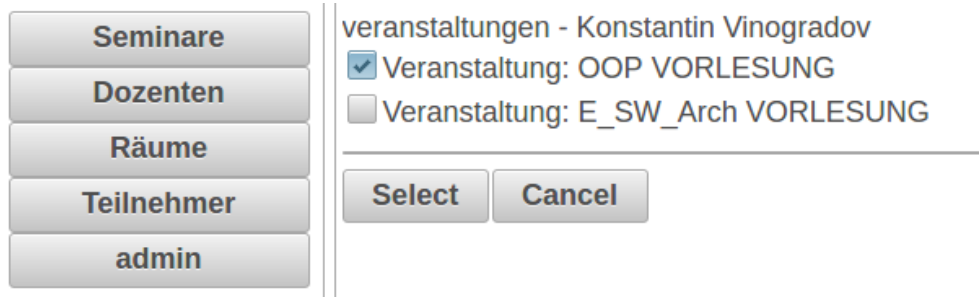 Seminare
Dozenten
Räume
Teilnehmer
admin
veranstaltungen - Konstantin Vinogradov
Veranstaltung: OOP VORLESUNG
Veranstaltung: E_SW_Arch VORLESUNG
Select Cancel